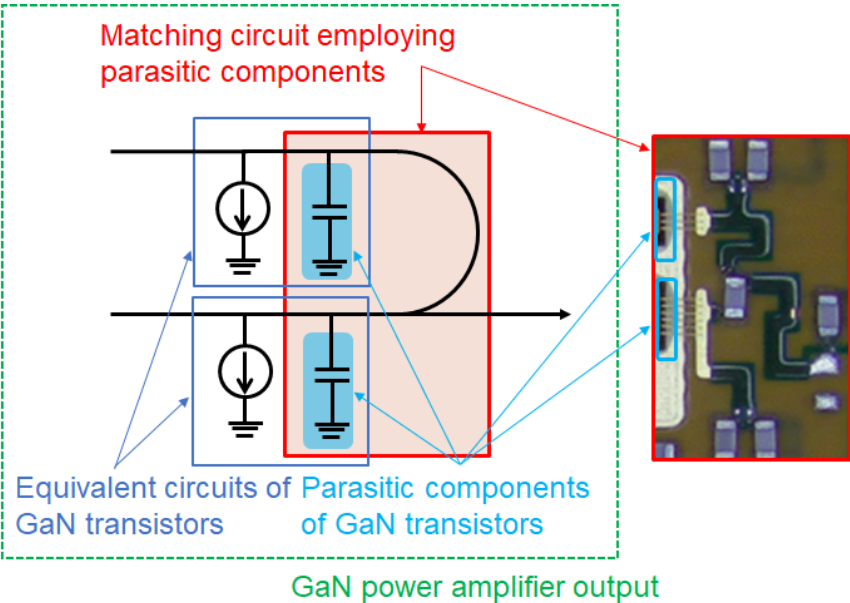 Matching circuit employing
parasitic components
Equivalent circuits of
GaN transistors
Parasitic components
of GaN transistors
GaN power amplifier output